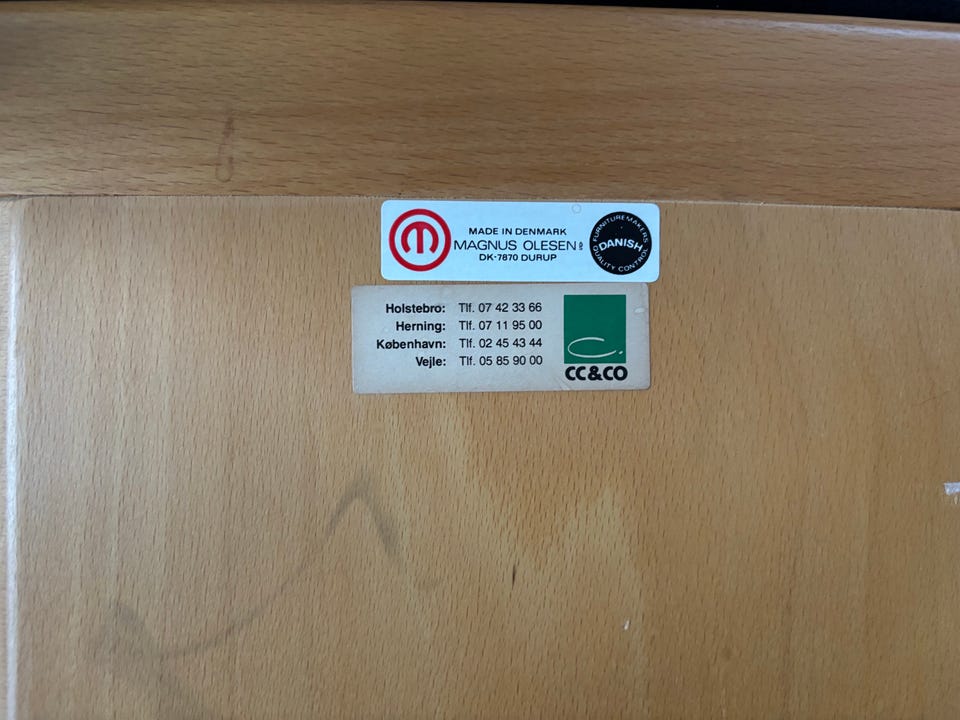 MADE IN DENMARK
MAGNUS OLESEN
DK-7870 DURUP
FURNITUREMAKERS
DANISH
QUALITY CONTROL
Holstebro: Tlf. 07 42 33 66
Herning: Tlf. 07 11 95 00
København: Tlf. 02 45 43 44
Vejle: Tlf. 05 85 90 00
C.
CC&CO